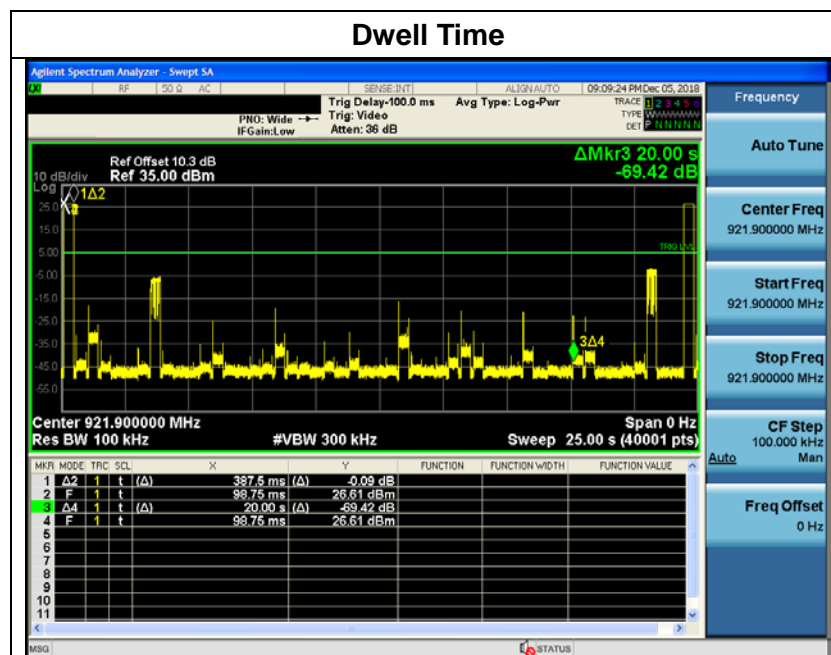 Dwell Time
Agilent Spectrum Analyzer - Swept SA
RF 50 Ω AC SENSE:INT ALIGN AUTO 09:09:24 PM Dec 05, 2018
Trig Delay-100.0 ms Avg Type: Log-Pwr TRACE 1 2 3 4 5 6
PNO: Wide Trig: Video TYPE W
IFGain:Low Atten: 36 dB DET P N N N N N
Frequency
Auto Tune
Center Freq
921.900000 MHz
Start Freq
921.900000 MHz
Stop Freq
921.900000 MHz
CF Step
100.000 kHz
Auto Man
Freq Offset
0 Hz
ΔMkr3 20.00 s
-69.42 dB
Ref Offset 10.3 dB
10 dB/div Ref 35.00 dBm
Log
1Δ2
25.0
15.0
5.00
TRIG LVL
-5.00
-15.0
-25.0
-35.0
3Δ4
-45.0
-55.0
Center 921.900000 MHz Span 0 Hz
Res BW 100 kHz #VBW 300 kHz Sweep 25.00 s (40001 pts)
MKR MODE TRC SCL X Y FUNCTION FUNCTION WIDTH FUNCTION VALUE
1 Δ2 1 t (Δ) 387.5 ms (Δ) -0.09 dB
2 F 1 t 98.75 ms 26.61 dBm
3 Δ4 1 t (Δ) 20.00 s (Δ) -69.42 dB
4 F 1 t 98.75 ms 26.61 dBm
5
6
7
8
9
10
11
MSG STATUS